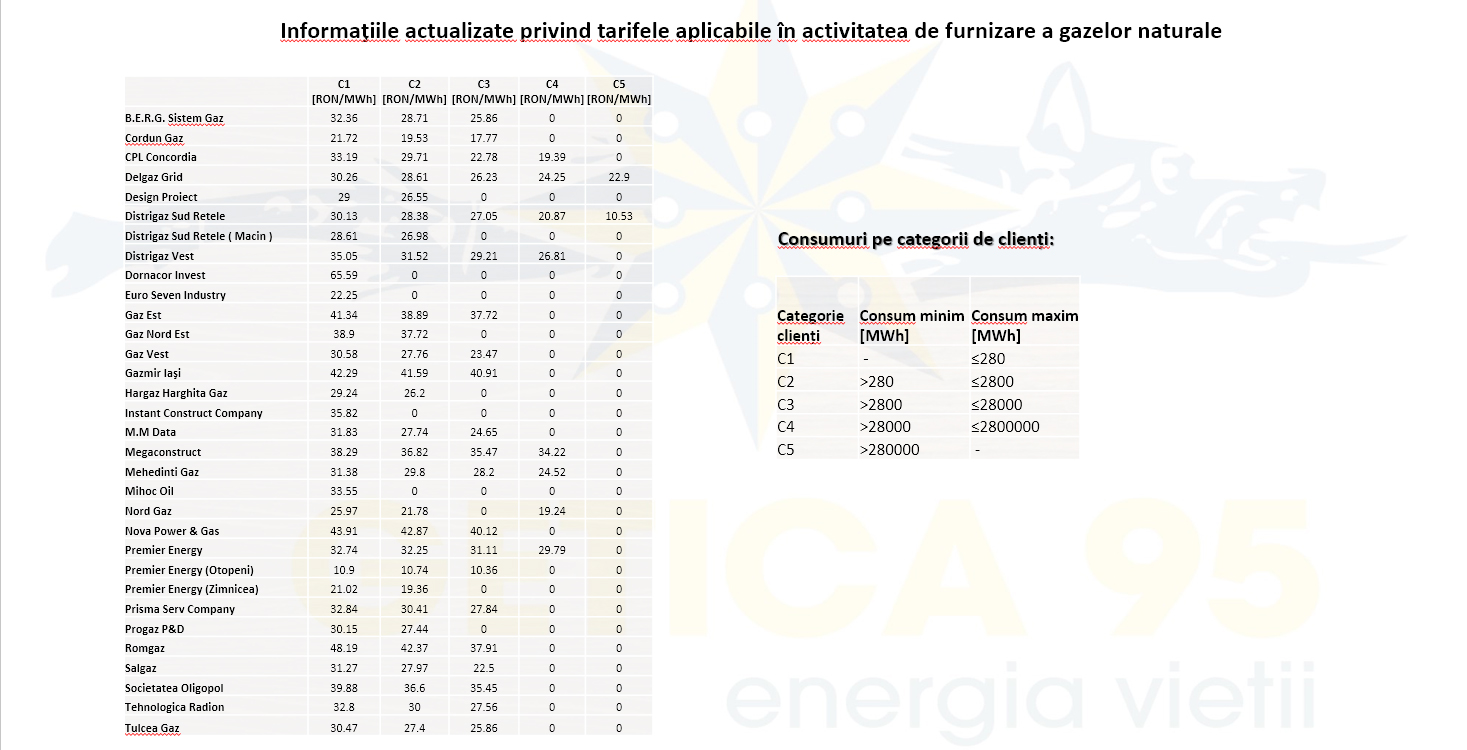 Informaţiile actualizate privind tarifele aplicabile în activitatea de furnizare a gazelor naturale
C1 C2 C3 C4 C5
[RON/MWh] [RON/MWh] [RON/MWh] [RON/MWh] [RON/MWh]
B.E.R.G. Sistem Gaz 32.36 28.71 25.86 0 0
Cordun Gaz 21.72 19.53 17.77 0 0
CPL Concordia 33.19 29.71 22.78 19.39 0
Delgaz Grid 30.26 28.61 26.23 24.25 22.9
Design Proiect 29 26.55 0 0 0
Distrigaz Sud Retele 30.13 28.38 27.05 20.87 10.53
Distrigaz Sud Retele ( Macin ) 28.61 26.98 0 0 0
Distrigaz Vest 35.05 31.52 29.21 26.81 0
Dornacor Invest 65.59 0 0 0 0
Euro Seven Industry 22.25 0 0 0 0
Gaz Est 41.34 38.89 37.72 0 0
Gaz Nord Est 38.9 37.72 0 0 0
Gaz Vest 30.58 27.76 23.47 0 0
Gazmir Iaşi 42.29 41.59 40.91 0 0
Hargaz Harghita Gaz 29.24 26.2 0 0 0
Instant Construct Company 35.82 0 0 0 0
M.M Data 31.83 27.74 24.65 0 0
Megaconstruct 38.29 36.82 35.47 34.22 0
Mehedinti Gaz 31.38 29.8 28.2 24.52 0
Mihoc Oil 33.55 0 0 0 0
Nord Gaz 25.97 21.78 0 19.24 0
Nova Power & Gas 43.91 42.87 40.12 0 0
Premier Energy 32.74 32.25 31.11 29.79 0
Premier Energy (Otopeni) 10.9 10.74 10.36 0 0
Premier Energy (Zimnicea) 21.02 19.36 0 0 0
Prisma Serv Company 32.84 30.41 27.84 0 0
Progaz P&D 30.15 27.44 0 0 0
Romgaz 48.19 42.37 37.91 0 0
Salgaz 31.27 27.97 22.5 0 0
Societatea Oligopol 39.88 36.6 35.45 0 0
Tehnologica Radion 32.8 30 27.56 0 0
Tulcea Gaz 30.47 27.4 25.86 0 0
Consumuri pe categorii de clienţi:
Categorie Consum minim Consum maxim
clienţi [MWh] [MWh]
C1 - ≤280
C2 >280 ≤2800
C3 >2800 ≤28000
C4 >28000 ≤2800000
C5 >280000 -
GETICA 95
energia vietii